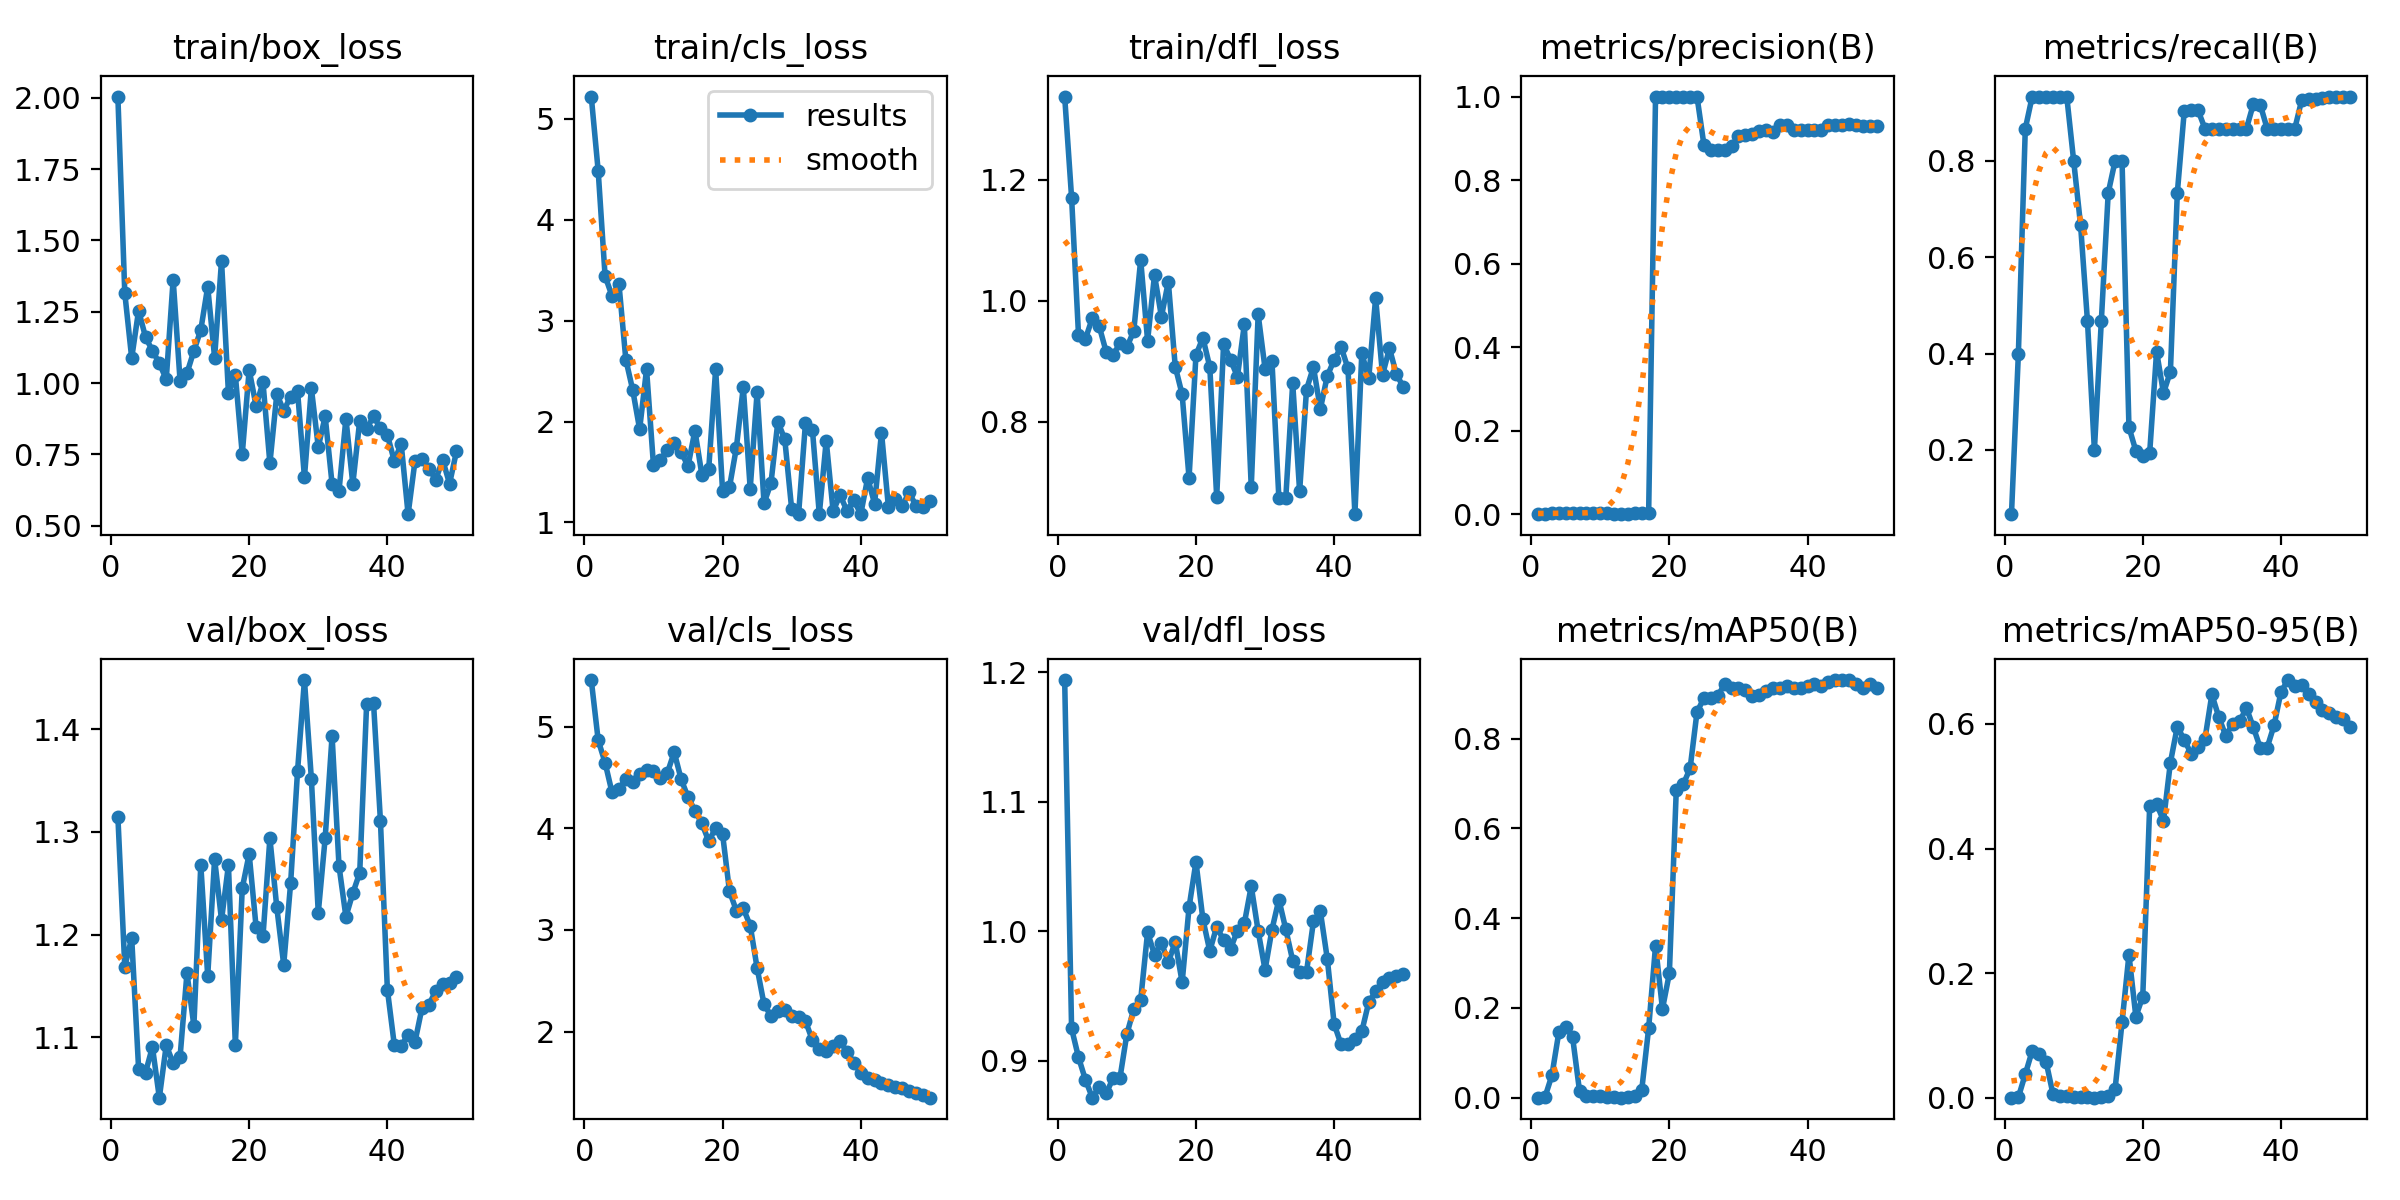 train/box_loss
2.00
1.75
1.50
1.25
1.00
0.75
0.50
0 20 40
train/cls_loss
results
smooth
5
4
3
2
1
0 20 40
train/dfl_loss
1.2
1.0
0.8
0 20 40
metrics/precision(B)
1.0
0.8
0.6
0.4
0.2
0.0
0 20 40
metrics/recall(B)
0.8
0.6
0.4
0.2
0 20 40
val/box_loss
1.4
1.3
1.2
1.1
0 20 40
val/cls_loss
5
4
3
2
0 20 40
val/dfl_loss
1.2
1.1
1.0
0.9
0 20 40
metrics/mAP50(B)
0.8
0.6
0.4
0.2
0.0
0 20 40
metrics/mAP50-95(B)
0.6
0.4
0.2
0.0
0 20 40